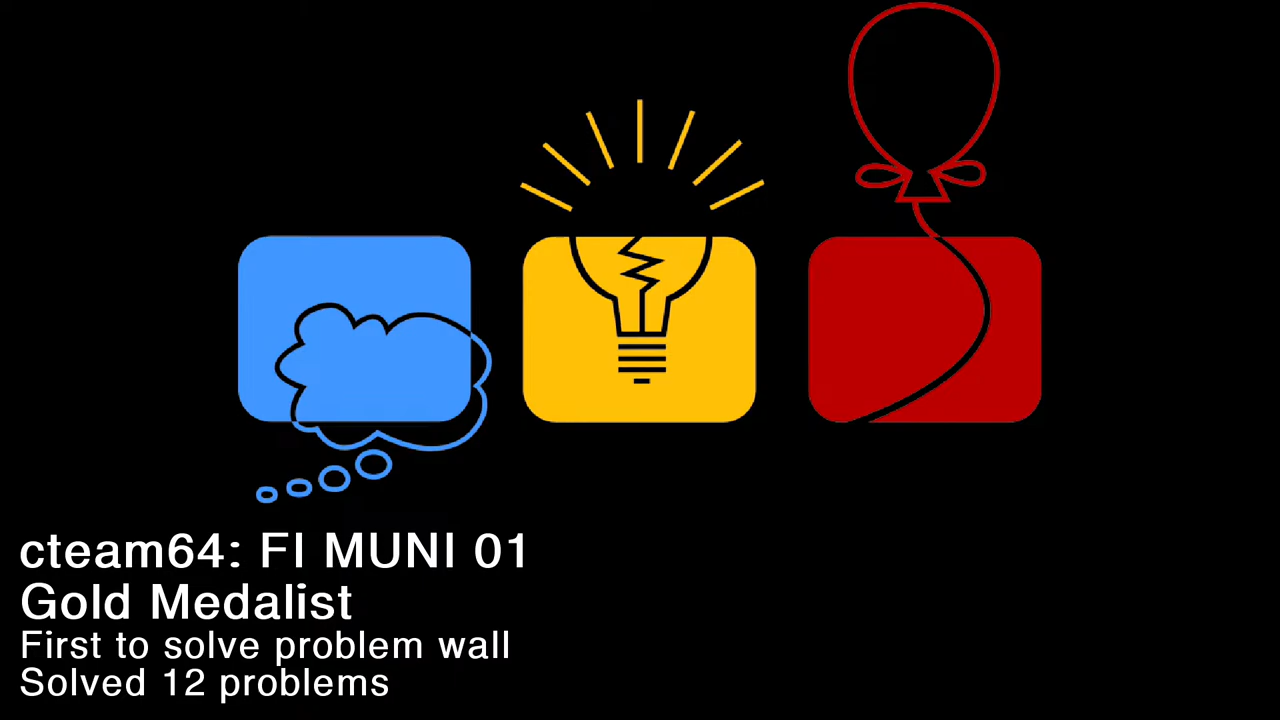 cteam64: FI MUNI 01
Gold Medalist
First to solve problem wall
Solved 12 problems